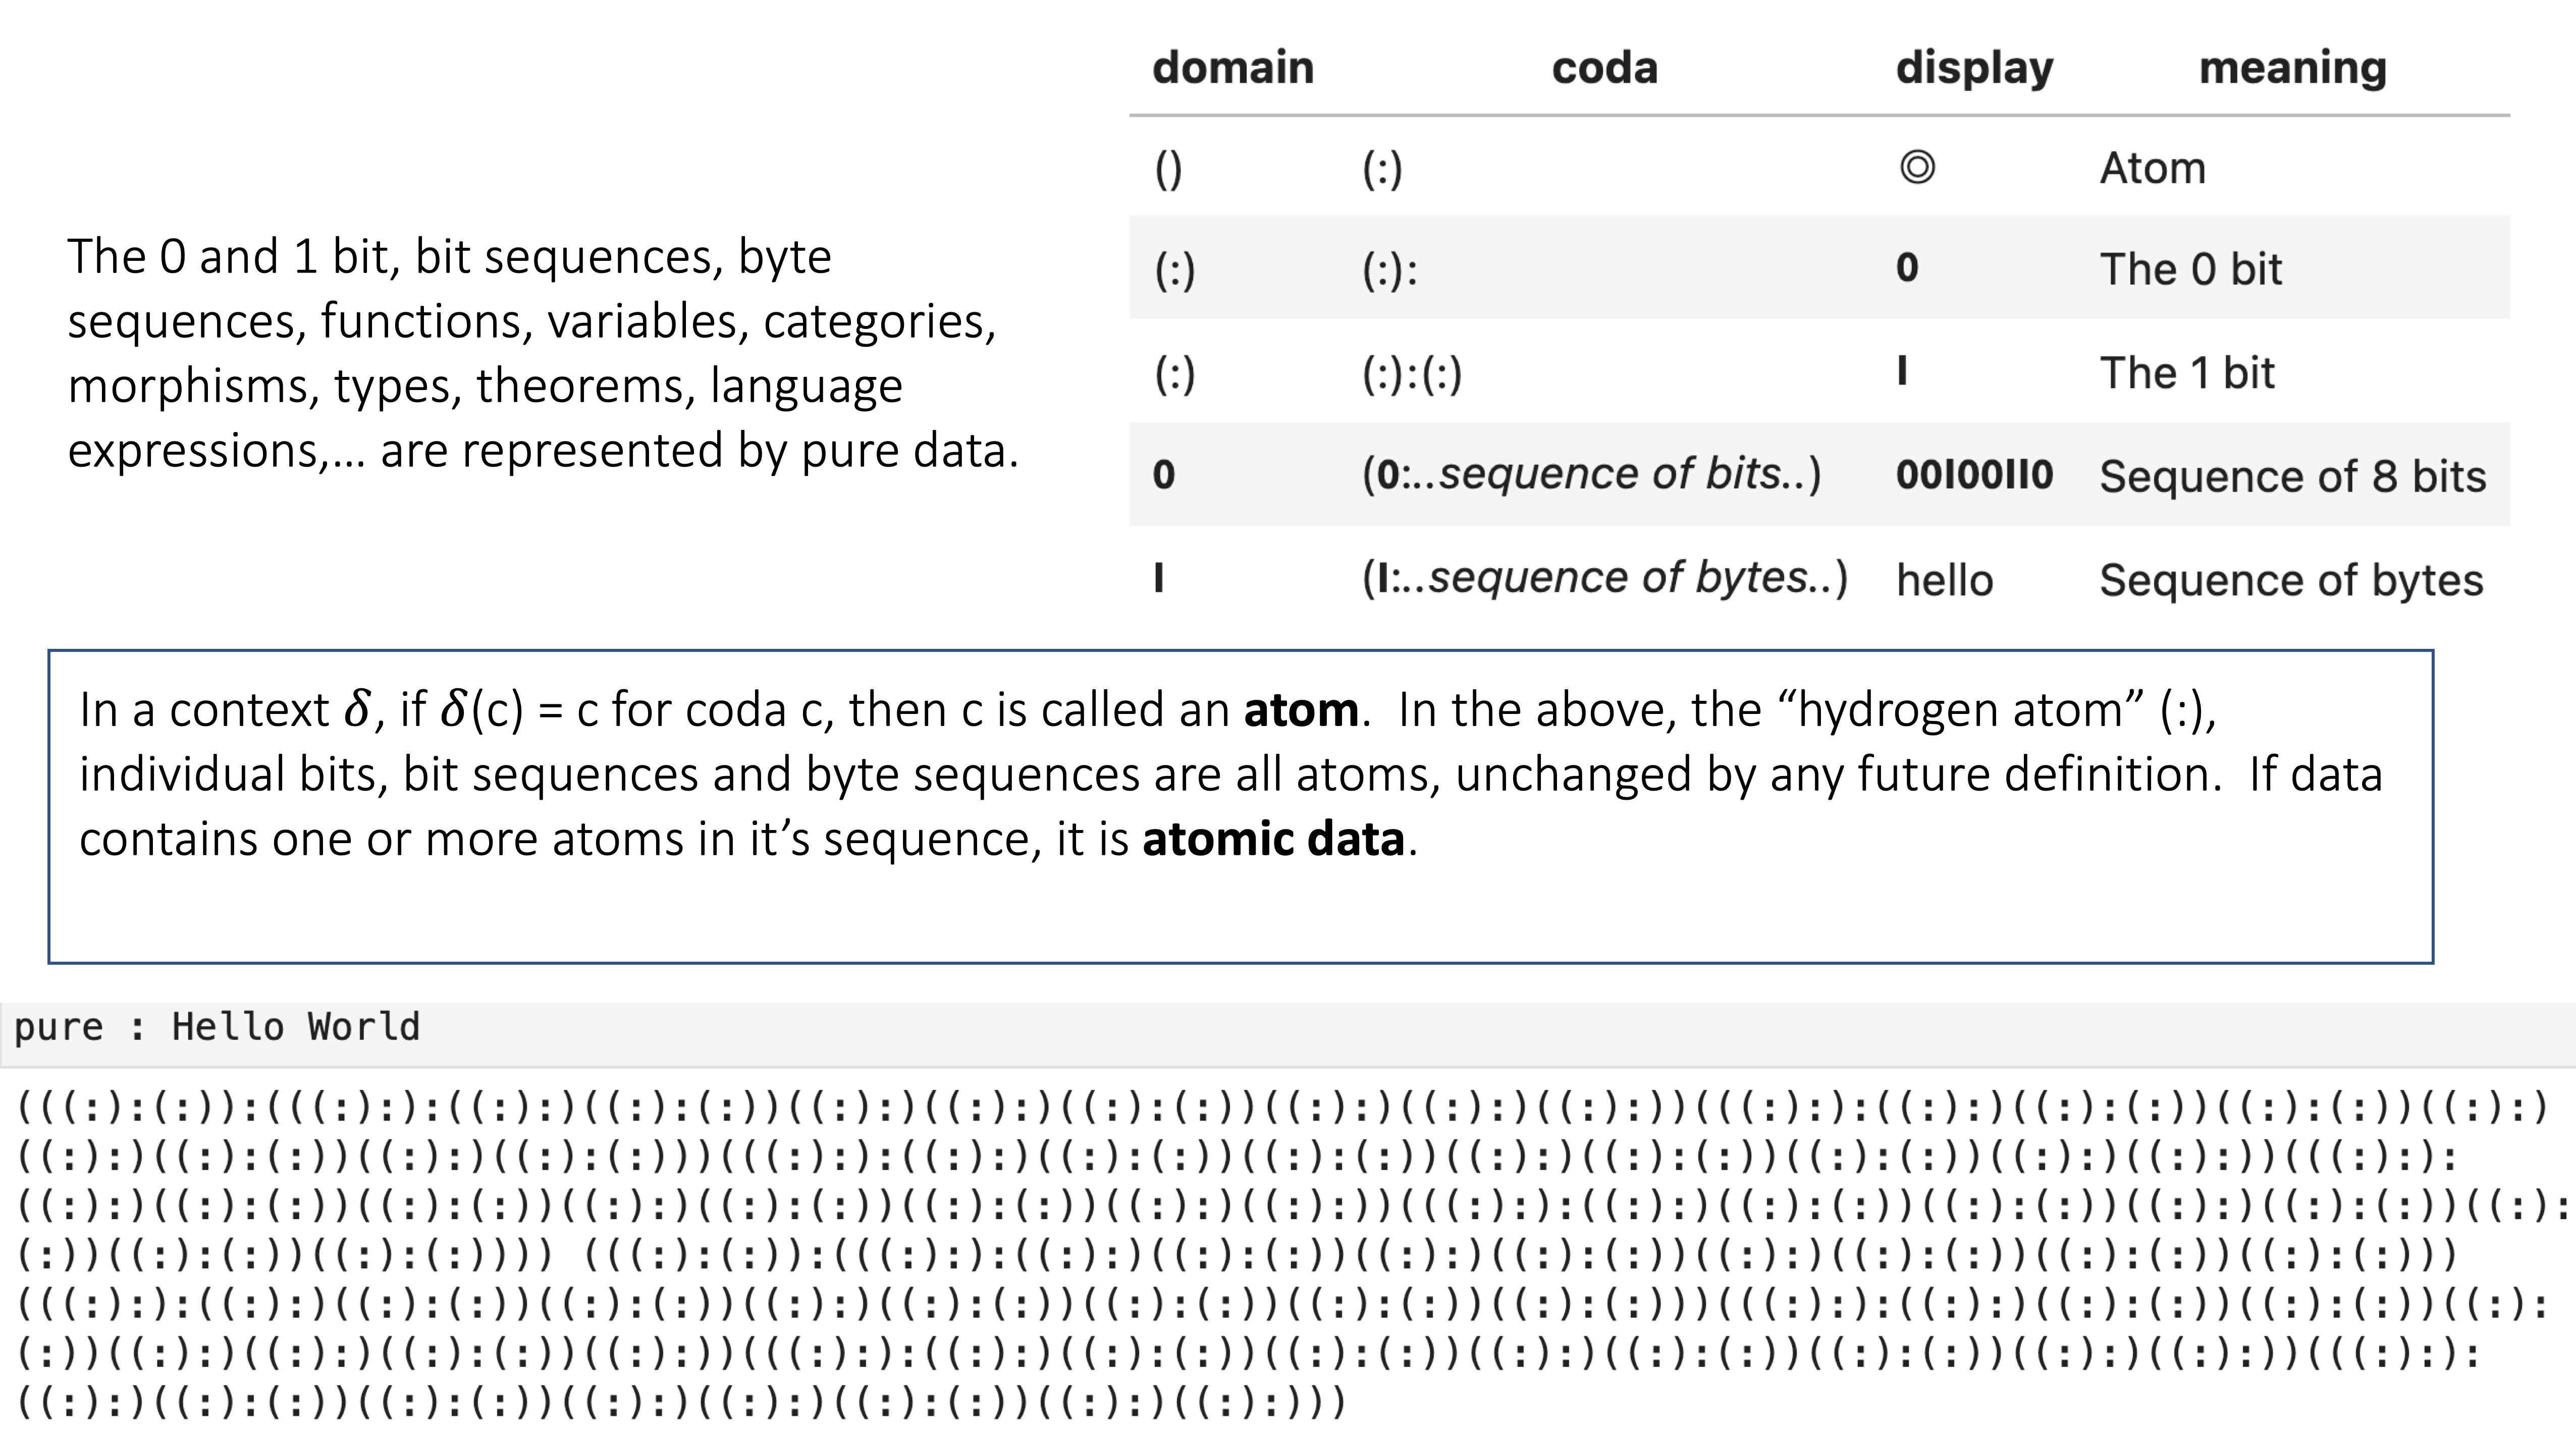 domain coda display meaning
() (:) ◎ Atom
(:) (:): 0 The 0 bit
(:) (:):(:) I The 1 bit
0 (0:..sequence of bits..) 00I00II0 Sequence of 8 bits
I (I:..sequence of bytes..) hello Sequence of bytes
The 0 and 1 bit, bit sequences, byte
sequences, functions, variables, categories,
morphisms, types, theorems, language
expressions,... are represented by pure data.
In a context δ, if δ(c) = c for coda c, then c is called an atom. In the above, the “hydrogen atom” (:),
individual bits, bit sequences and byte sequences are all atoms, unchanged by any future definition. If data
contains one or more atoms in it’s sequence, it is atomic data.
pure : Hello World
(((:):(:)):(((:):):((:):)((:):(:))((:):)((:):)((:):(:))((:):)((:):)((:):))(((:):):((:):)((:):(:))((:):(:))((:):)
((:):)((:):(:))((:):)((:):(:)))(((:):):((:):)((:):(:))((:):(:))((:):)((:):(:))((:):(:))((:):)((:):))(((:):):
((:):)((:):(:))((:):(:))((:):)((:):(:))((:):(:))((:):)((:):))(((:):):((:):)((:):(:))((:):(:))((:):)((:):(:))((:):
(:))((:):(:))((:):(:)))) (((:):(:)):(((:):):((:):)((:):(:))((:):)((:):(:))((:):)((:):(:))((:):(:))((:):(:)))
(((:):):((:):)((:):(:))((:):(:))((:):)((:):(:))((:):(:))((:):(:))((:):(:)))(((:):):((:):)((:):(:))((:):(:))((:):
(:))((:):)((:):)((:):(:))((:):))(((:):):((:):)((:):(:))((:):(:))((:):)((:):(:))((:):(:))((:):)((:):))(((:):):
((:):)((:):(:))((:):(:))((:):)((:):)((:):(:))((:):)((:):)))